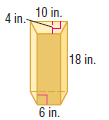 10 in.
4 in.
18 in.
6 in.